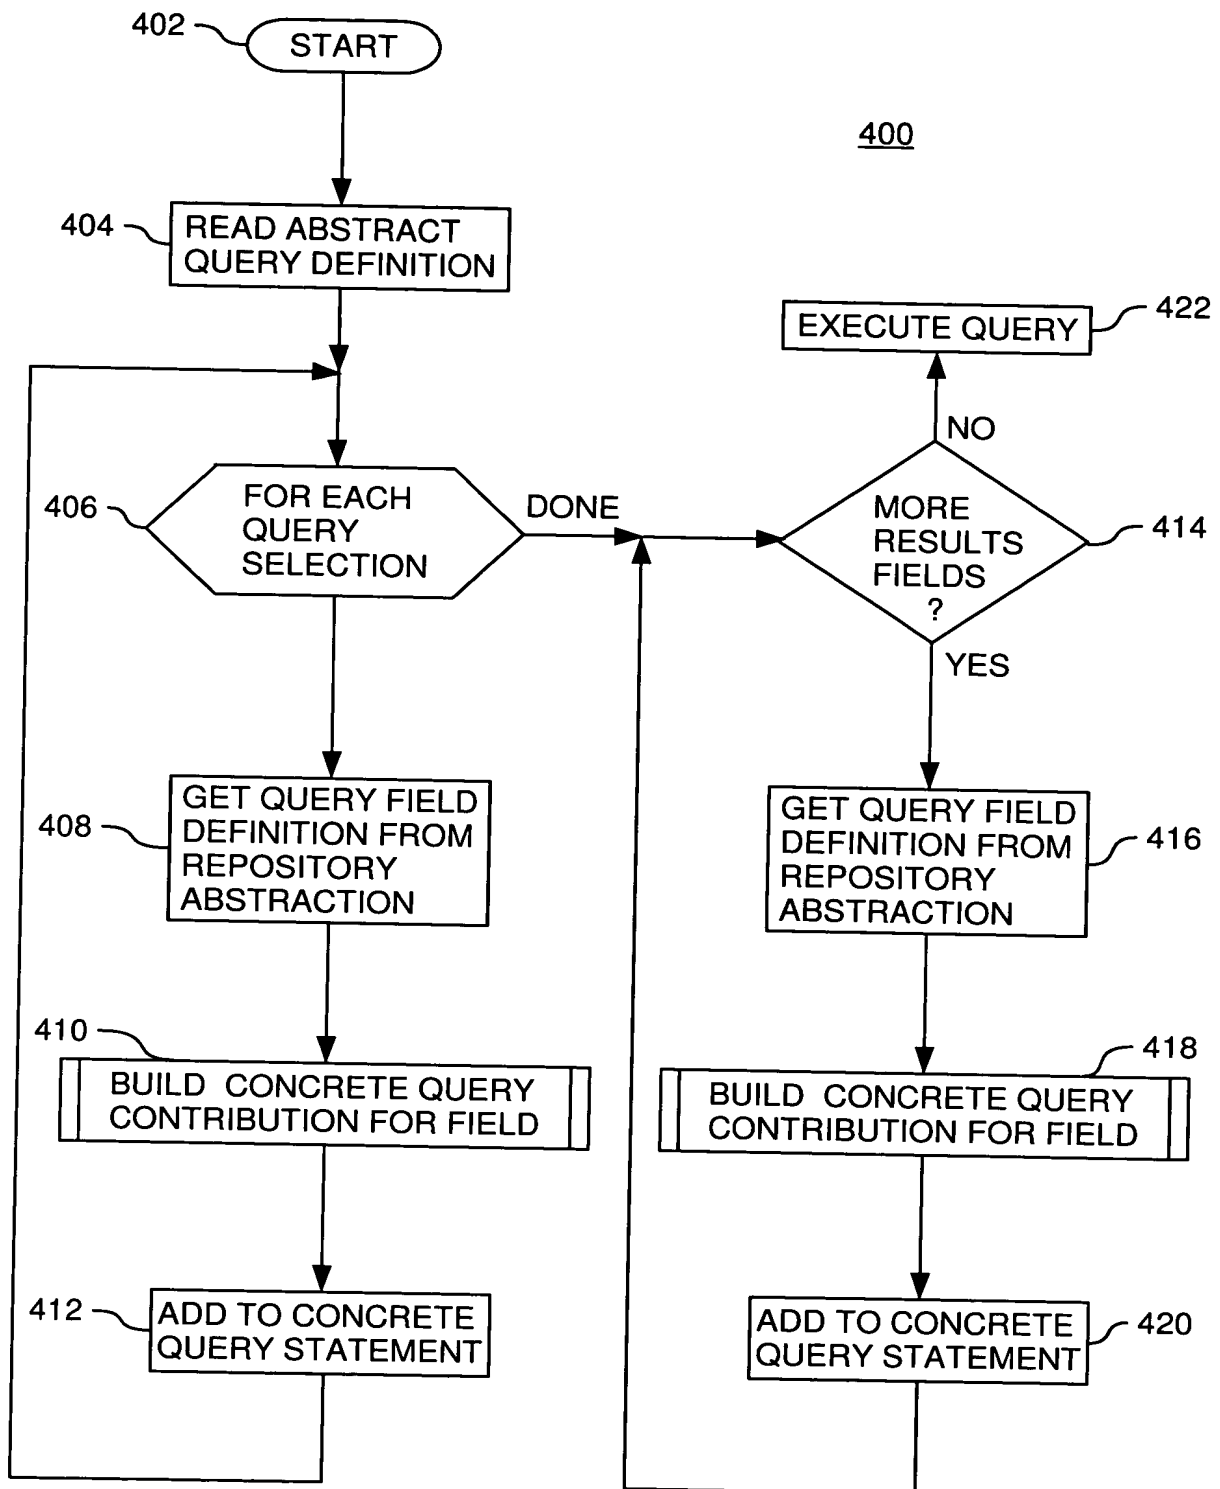 402
START
400
404
READ ABSTRACT
QUERY DEFINITION
422
EXECUTE QUERY
NO
406
FOR EACH
QUERY
SELECTION
DONE
MORE
RESULTS
FIELDS
?
414
YES
408
GET QUERY FIELD
DEFINITION FROM
REPOSITORY
ABSTRACTION
GET QUERY FIELD
DEFINITION FROM
REPOSITORY
ABSTRACTION
416
410
BUILD CONCRETE QUERY
CONTRIBUTION FOR FIELD
418
BUILD CONCRETE QUERY
CONTRIBUTION FOR FIELD
412
ADD TO CONCRETE
QUERY STATEMENT
ADD TO CONCRETE
QUERY STATEMENT
420